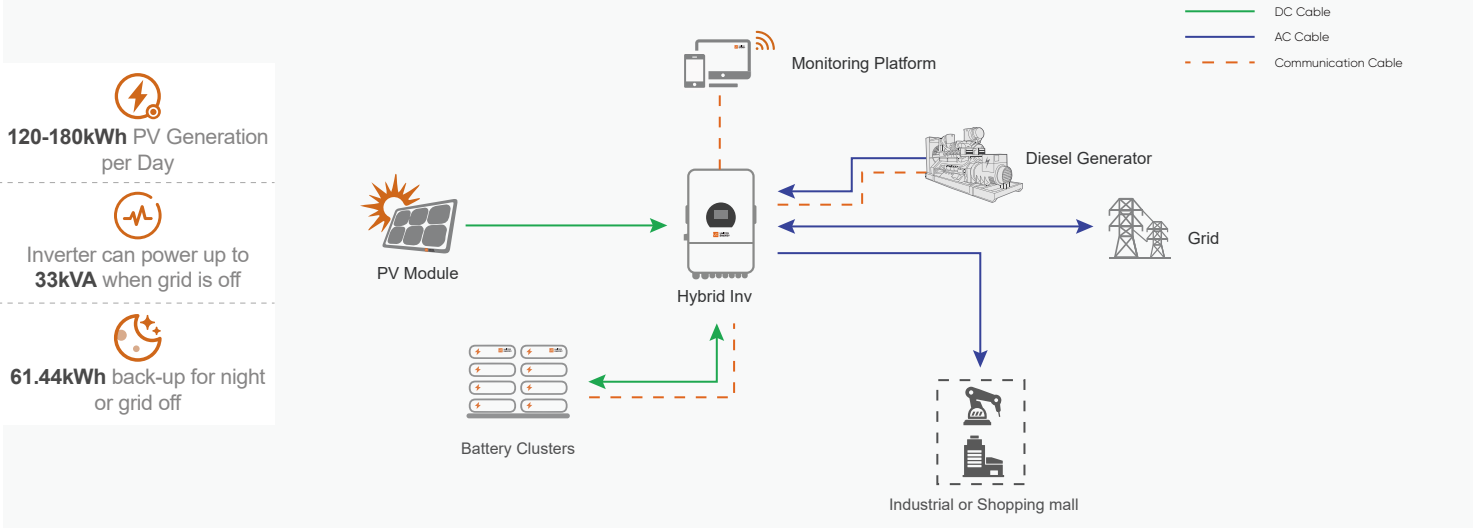 DC Cable
AC Cable
Communication Cable
Monitoring Platform
120-180kWh PV Generation
per Day
Inverter can power up to
33kVA when grid is off
61.44kWh back-up for night
or grid off
PV Module
Hybrid Inv
Diesel Generator
Grid
Battery Clusters
Industrial or Shopping mall